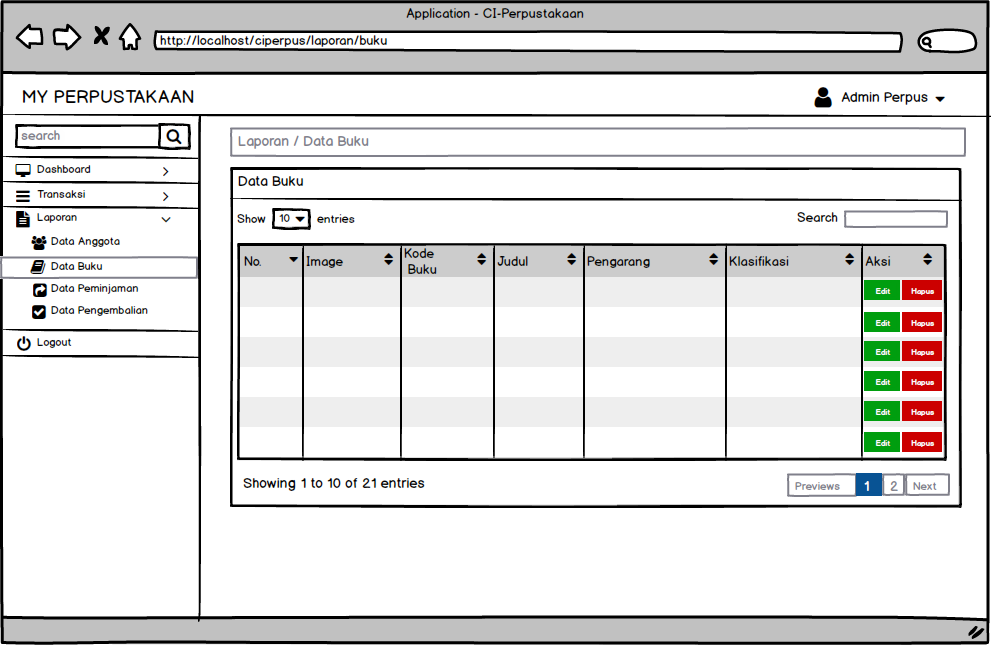 Application - CI-Perpustakaan
http://localhost/ciperpus/laporan/buku
MY PERPUSTAKAAN
Admin Perpus
search
Dashboard
Transaksi
Laporan
Data Anggota
Data Buku
Data Peminjaman
Data Pengembalian
Logout
Laporan / Data Buku
Data Buku
Show 10 entries
Search
No. Image Kode Buku Judul Pengarang Klasifikasi Aksi
Edit Hapus
Edit Hapus
Edit Hapus
Edit Hapus
Edit Hapus
Edit Hapus
Showing 1 to 10 of 21 entries
Previews 1 2 Next